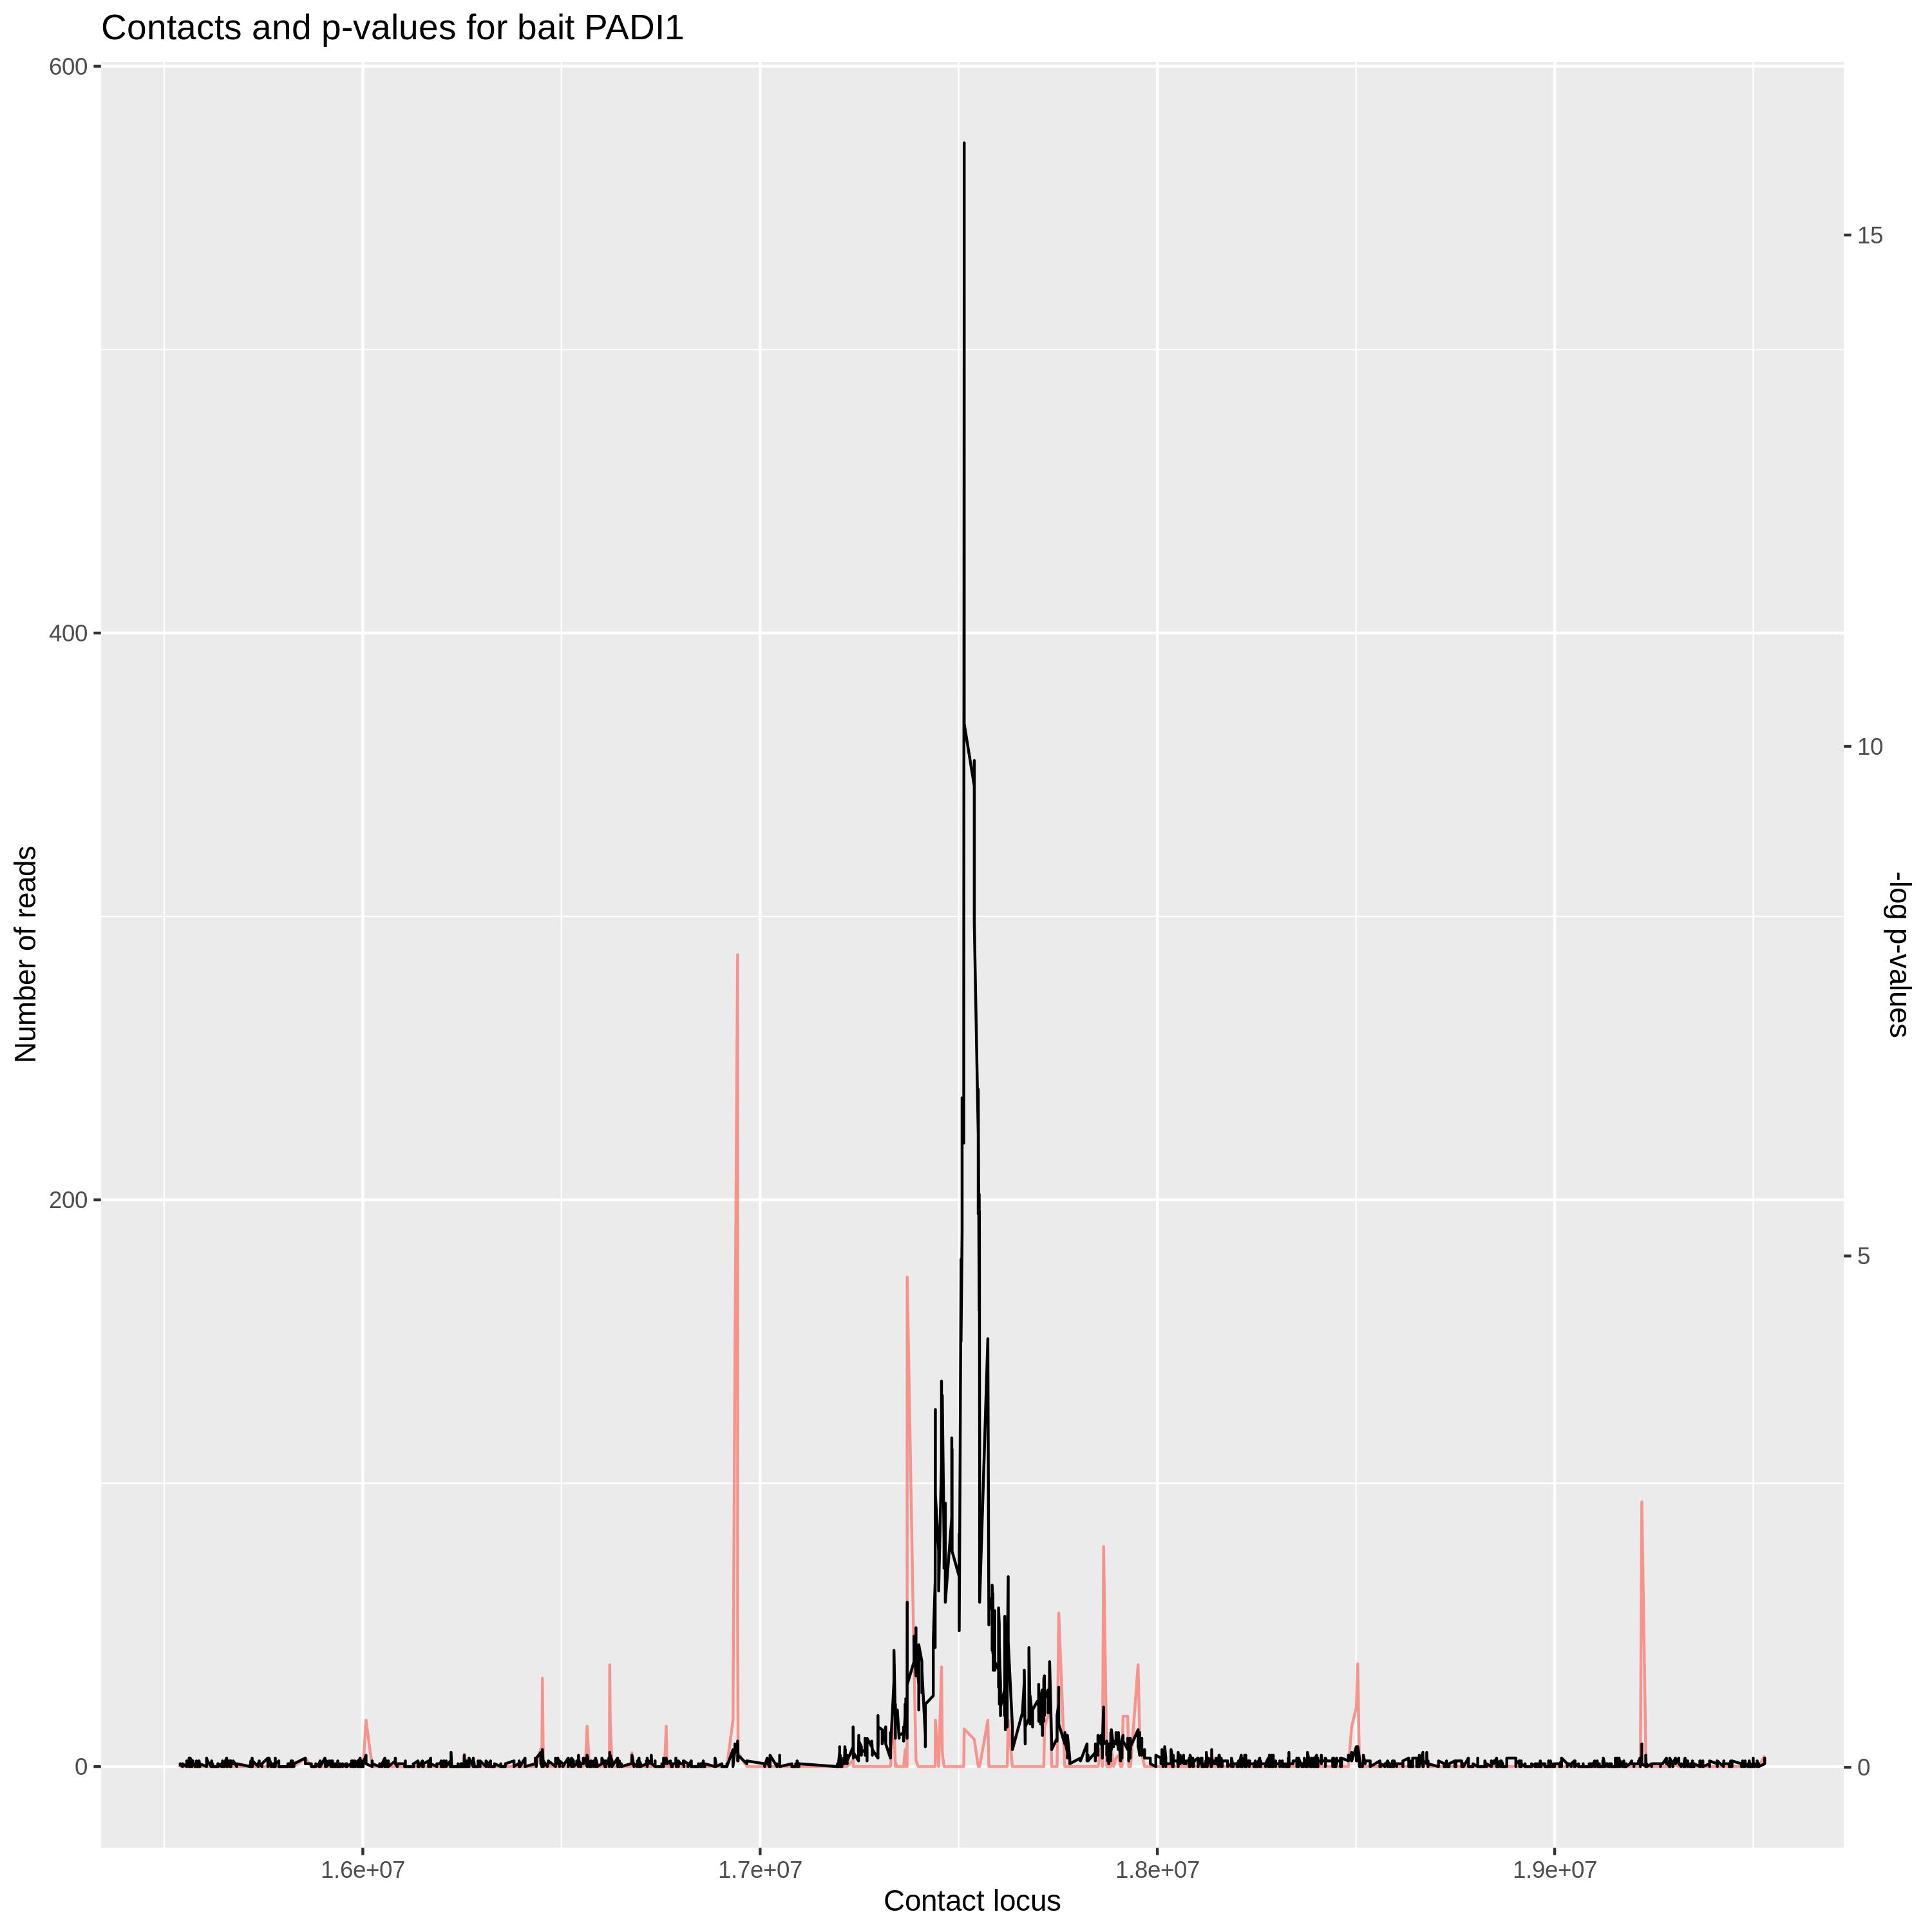 Contacts and p-values for bait PADI1
600
400
200
0
Number of reads
15
10
5
0
-log p-values
1.6e+07 1.7e+07 1.8e+07 1.9e+07
Contact locus